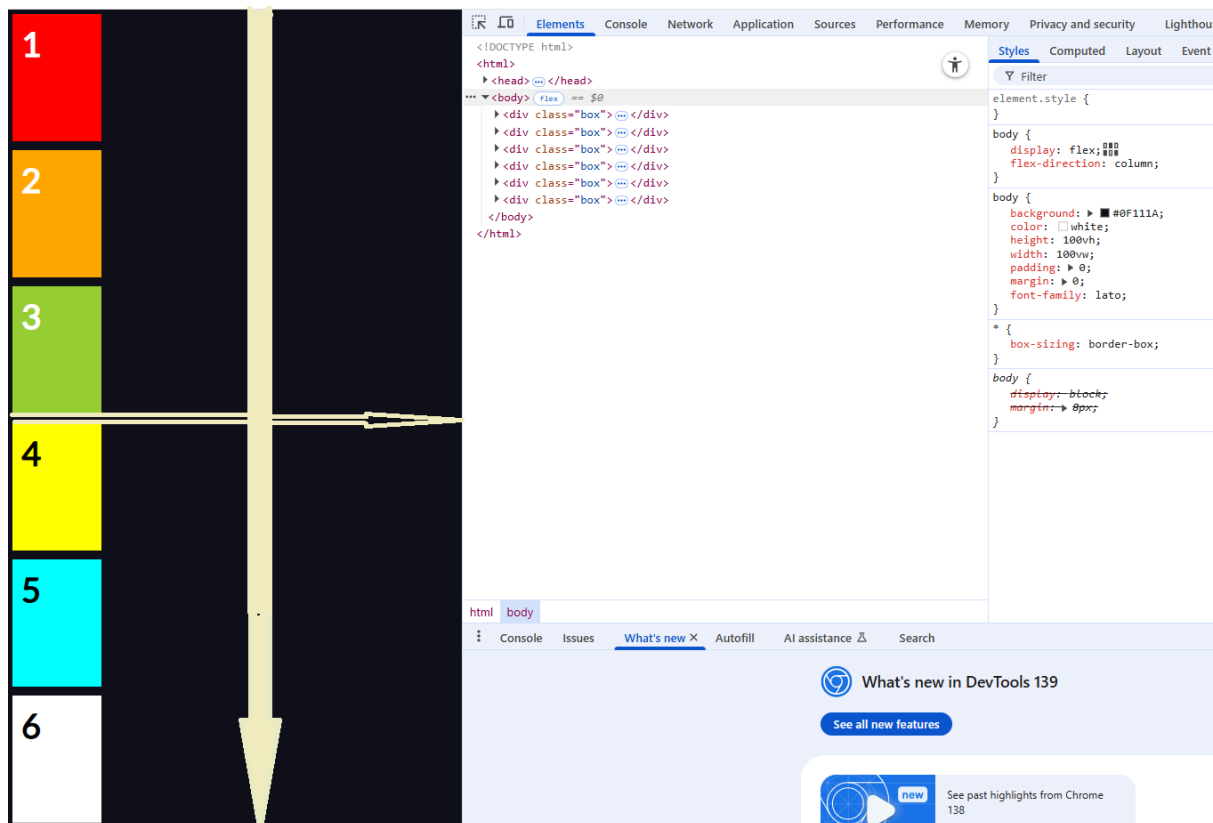 1
2
3
4
5
6
Elements Console Network Application Sources Performance Memory Privacy and security Lighthou
<!DOCTYPE html>
<html>
<head> ⋯ </head>
⋯ <body> flex == $0
<div class="box"> ⋯ </div>
<div class="box"> ⋯ </div>
<div class="box"> ⋯ </div>
<div class="box"> ⋯ </div>
<div class="box"> ⋯ </div>
<div class="box"> ⋯ </div>
</body>
</html>
html body
Styles Computed Layout Event
Filter
element.style {
}
body {
display: flex;
flex-direction: column;
}
body {
background: #0F111A;
color: white;
height: 100vh;
width: 100vw;
padding: 0;
margin: 0;
font-family: lato;
}
* {
box-sizing: border-box;
}
body {
display: block;
margin: 8px;
}
Console Issues What's new × Autofill AI assistance Search
What's new in DevTools 139
See all new features
new
See past highlights from Chrome
138